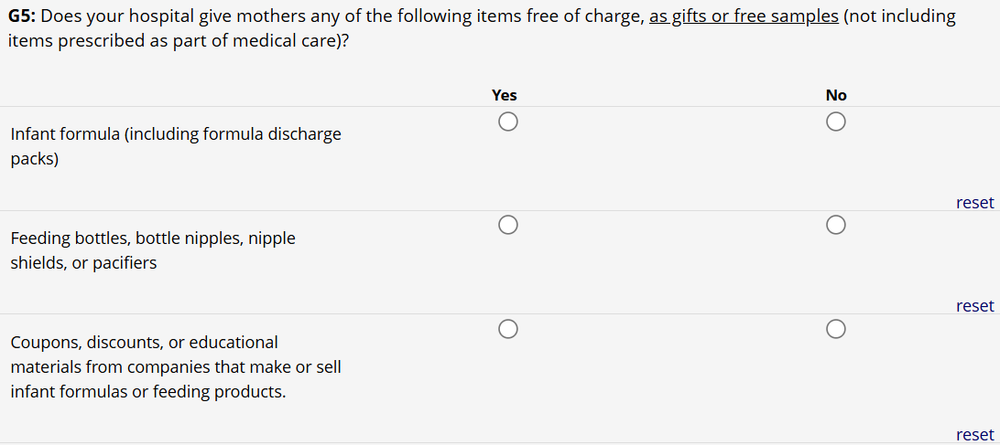 G5: Does your hospital give mothers any of the following items free of charge, as gifts or free samples (not including
items prescribed as part of medical care)?
Yes No
Infant formula (including formula discharge
packs)
reset
Feeding bottles, bottle nipples, nipple
shields, or pacifiers
reset
Coupons, discounts, or educational
materials from companies that make or sell
infant formulas or feeding products.
reset